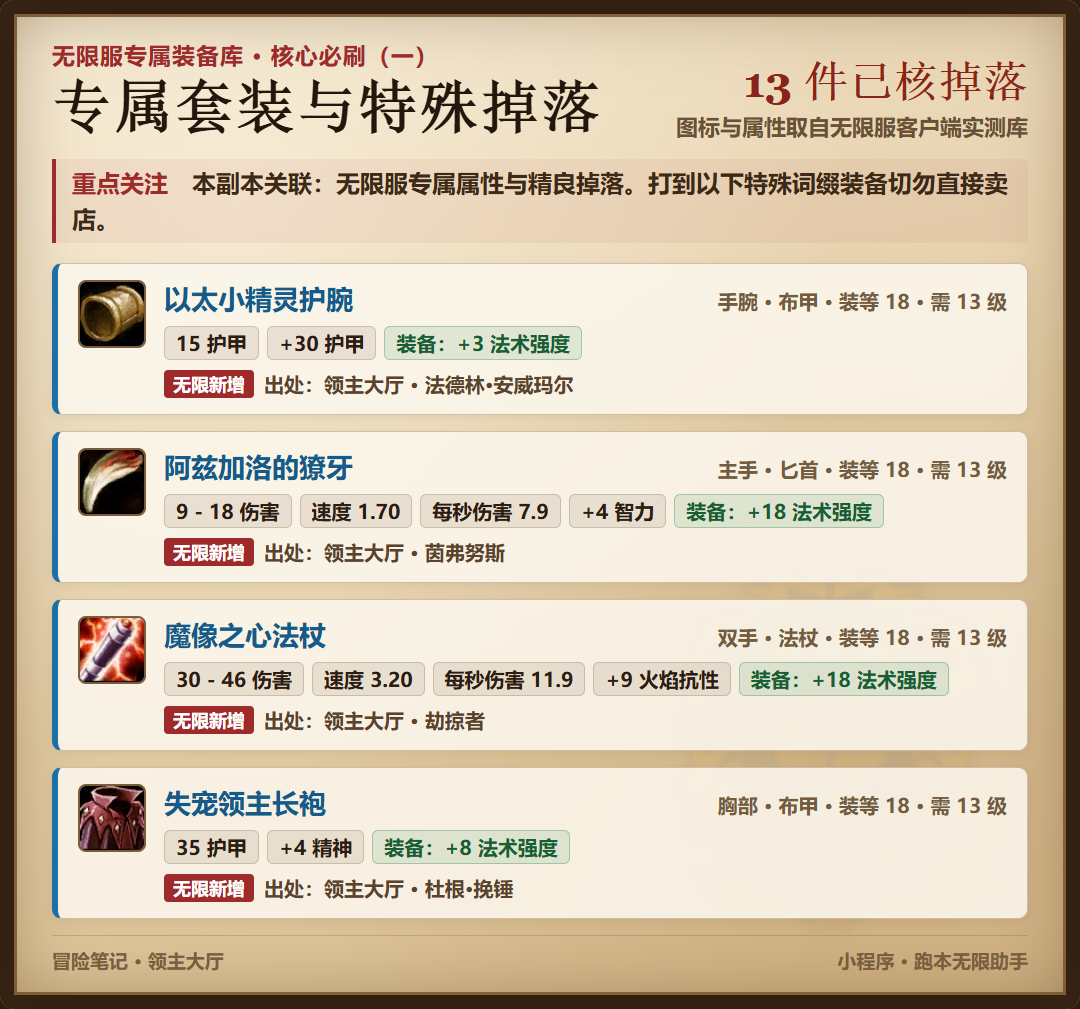 无限服专属装备库·核心必刷（一）
专属套装与特殊掉落
13 件已核掉落
图标与属性取自无限服客户端实测库
重点关注 本副本关联：无限服专属属性与精良掉落。打到以下特殊词缀装备切勿直接卖
店。
以太小精灵护腕
手腕·布甲·装等 18·需 13 级
15 护甲 +30 护甲 装备：+3 法术强度
无限新增 出处：领主大厅·法德林·安威玛尔
阿兹加洛的獠牙
主手·匕首·装等 18·需 13 级
9 - 18 伤害 速度 1.70 每秒伤害 7.9 +4 智力 装备：+18 法术强度
无限新增 出处：领主大厅·茵弗努斯
魔像之心法杖
双手·法杖·装等 18·需 13 级
30 - 46 伤害 速度 3.20 每秒伤害 11.9 +9 火焰抗性 装备：+18 法术强度
无限新增 出处：领主大厅·劫掠者
失宠领主长袍
胸部·布甲·装等 18·需 13 级
35 护甲 +4 精神 装备：+8 法术强度
无限新增 出处：领主大厅·杜根·挽锤
冒险笔记·领主大厅
小程序·跑本无限助手